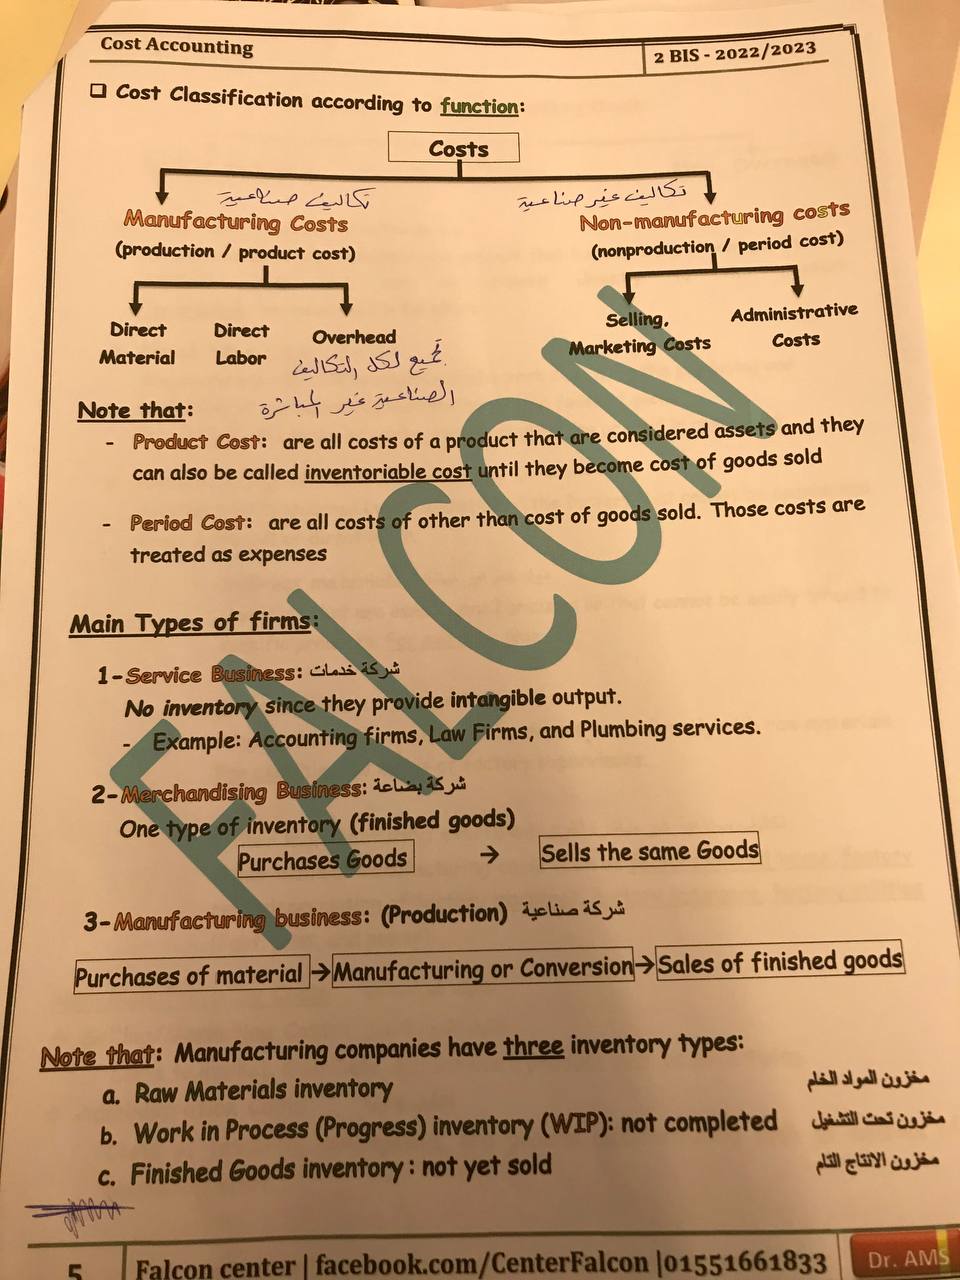 Cost Accounting
2 BIS - 2022/2023
❑ Cost Classification according to function:
Costs
تكاليف صناعية
تكاليف غير صناعية
Manufacturing Costs
Non-manufacturing costs
(production / product cost)
(nonproduction / period cost)
Direct Material
Direct Labor
Overhead
Selling, Marketing Costs
Administrative Costs
تجميع لكل التكاليف
الصناعية غير المباشرة
Note that:
- Product Cost: are all costs of a product that are considered assets and they
can also be called inventoriable cost until they become cost of goods sold
- Period Cost: are all costs of other than cost of goods sold. Those costs are
treated as expenses
FALCON
Main Types of firms:
1- Service Business: شركة خدمات
No inventory since they provide intangible output.
- Example: Accounting firms, Law Firms, and Plumbing services.
2- Merchandising Business: شركة بضاعة
One type of inventory (finished goods)
Purchases Goods → Sells the same Goods
3- Manufacturing business: (Production) شركة صناعية
Purchases of material → Manufacturing or Conversion → Sales of finished goods
Note that: Manufacturing companies have three inventory types:
a. Raw Materials inventory مخزون المواد الخام
b. Work in Process (Progress) inventory (WIP): not completed مخزون تحت التشغيل
c. Finished Goods inventory : not yet sold مخزون الانتاج التام
5
Falcon center | facebook.com/CenterFalcon |01551661833
Dr. AMS